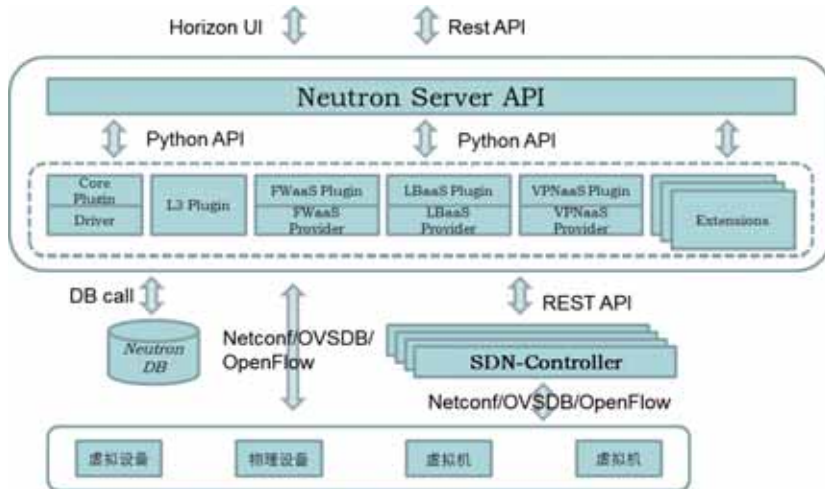 Horizon UI
Rest API
Neutron Server API
Python API
Python API
Core
Plugin
Driver
L3 Plugin
FWaaS Plugin
FWaaS
Provider
LBaaS Plugin
LBaaS
Provider
VPNaaS Plugin
VPNaaS
Provider
Extensions
DB call
REST API
Neutron
DB
Netconf/OVSDB/
OpenFlow
SDN-Controller
Netconf/OVSDB/OpenFlow
虚拟设备
物理设备
虚拟机
虚拟机